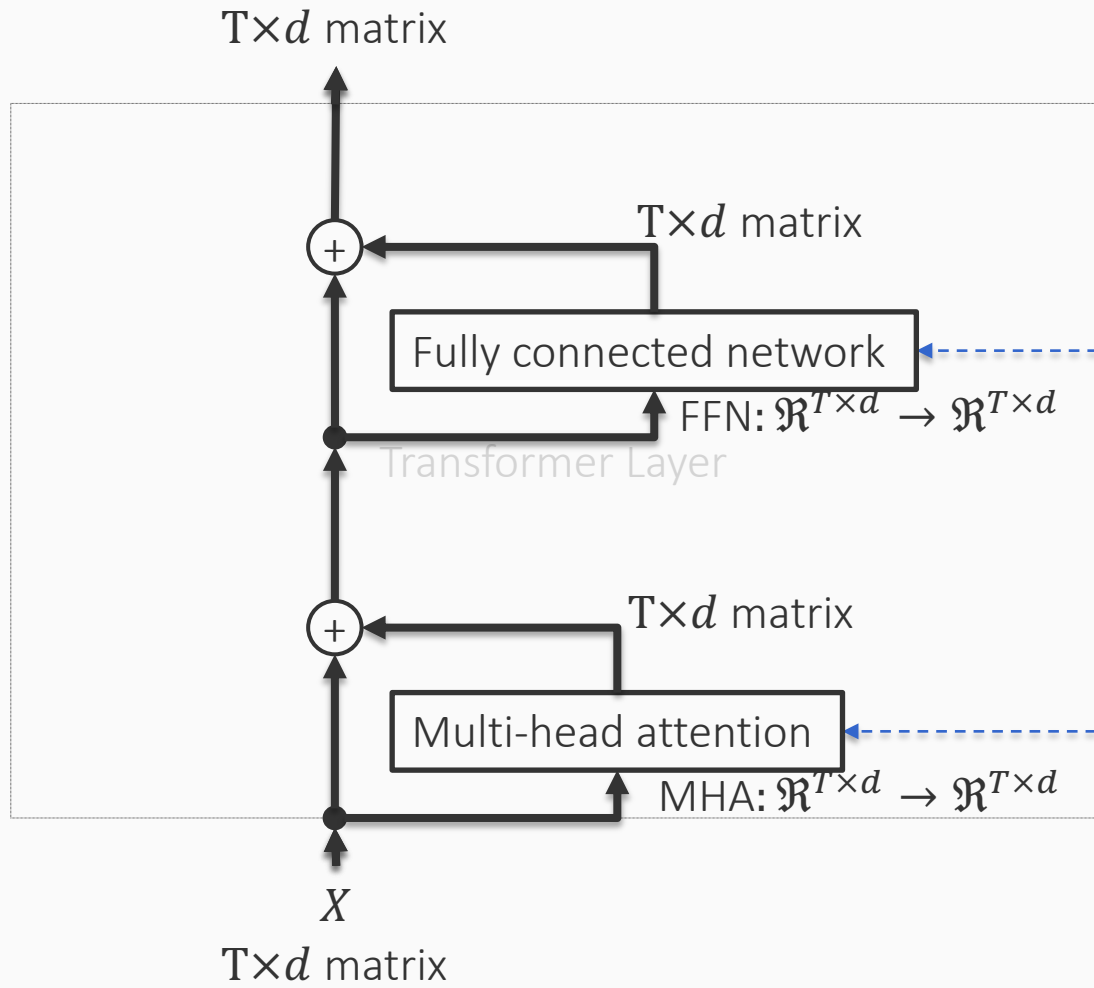 T×d matrix
T×d matrix
+
Fully connected network
FFN: ℜ^{T×d} → ℜ^{T×d}
Transformer Layer
T×d matrix
+
Multi-head attention
MHA: ℜ^{T×d} → ℜ^{T×d}
X
T×d matrix